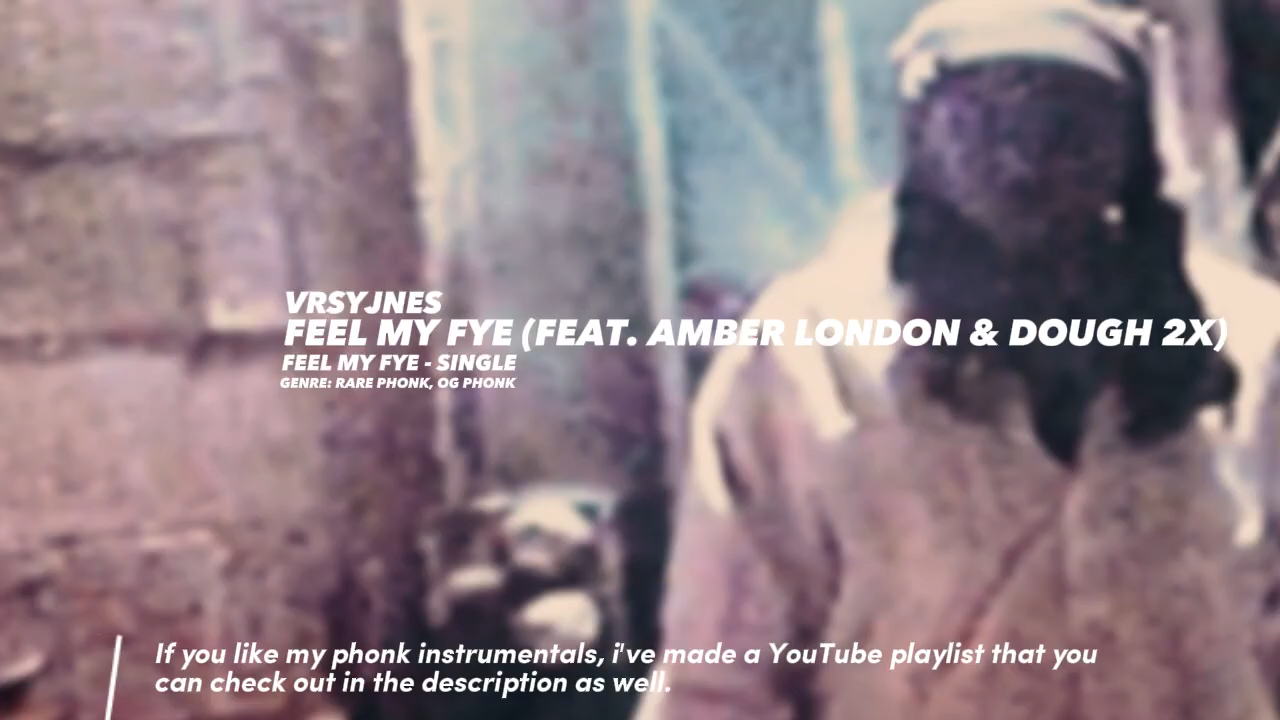 VRSYJNES
FEEL MY FYE (FEAT. AMBER LONDON & DOUGH 2X)
FEEL MY FYE - SINGLE
GENRE: RARE PHONK, OG PHONK
If you like my phonk instrumentals, i've made a YouTube playlist that you
can check out in the description as well.